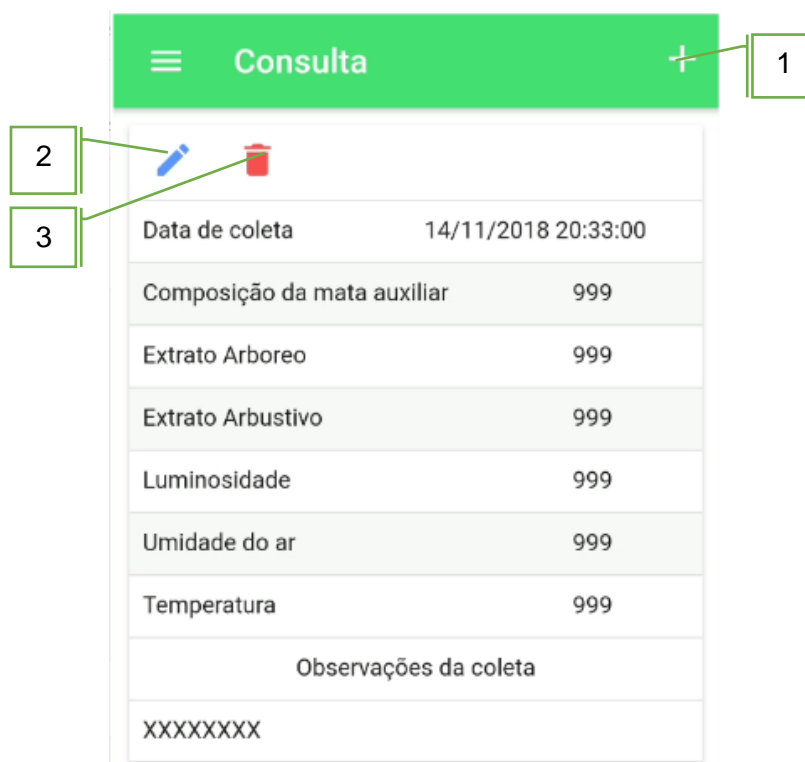 Consulta
1
2
3
Data de coleta 14/11/2018 20:33:00
Composição da mata auxiliar 999
Extrato Arboreo 999
Extrato Arbustivo 999
Luminosidade 999
Umidade do ar 999
Temperatura 999
Observações da coleta
XXXXXXXX